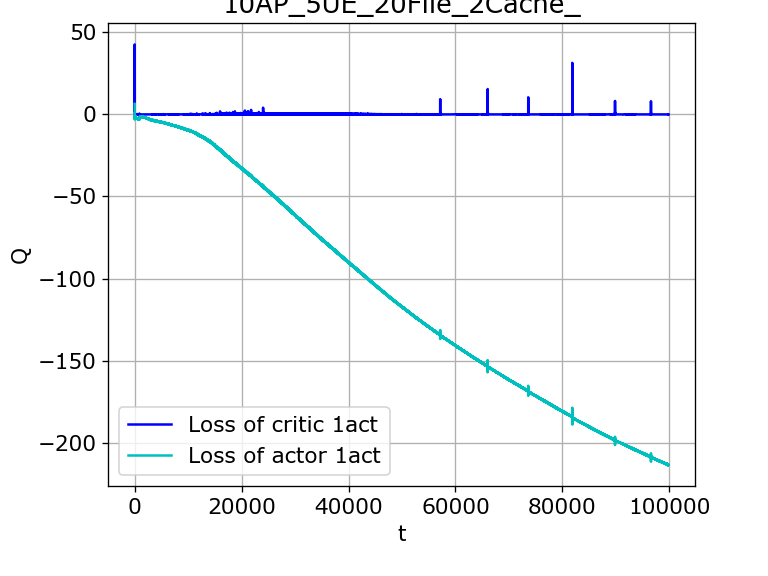 10AP_5UE_20File_2Cache_
50
0
−50
−100
−150
−200
Q
Loss of critic 1act
Loss of actor 1act
0 20000 40000 60000 80000 100000
t